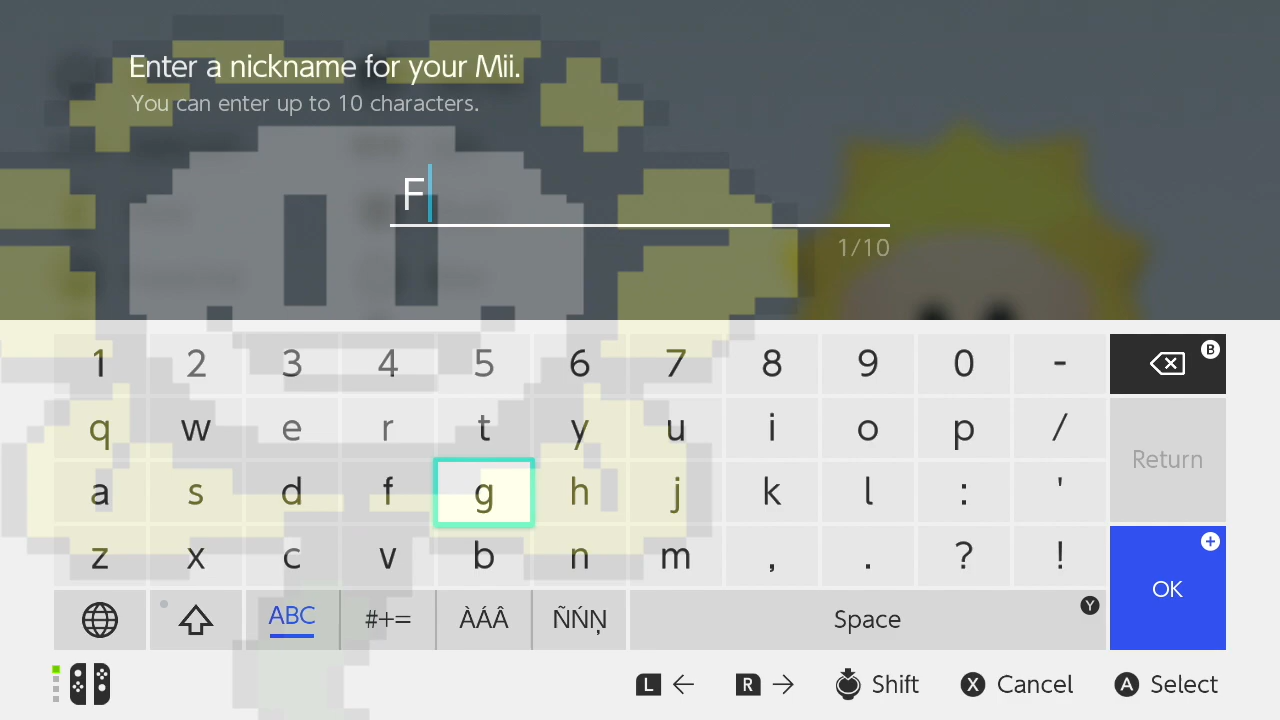 Enter a nickname for your Mii.
You can enter up to 10 characters.
F
1/10
1 2 3 4 5 6 7 8 9 0 - B
q w e r t y u i o p / Return
a s d f g h j k l : '
z x c v b n m , . ? ! + OK
ABC #+= ÀÁÂ ÑŃŅ Space Y
L ← R → Shift X Cancel A Select